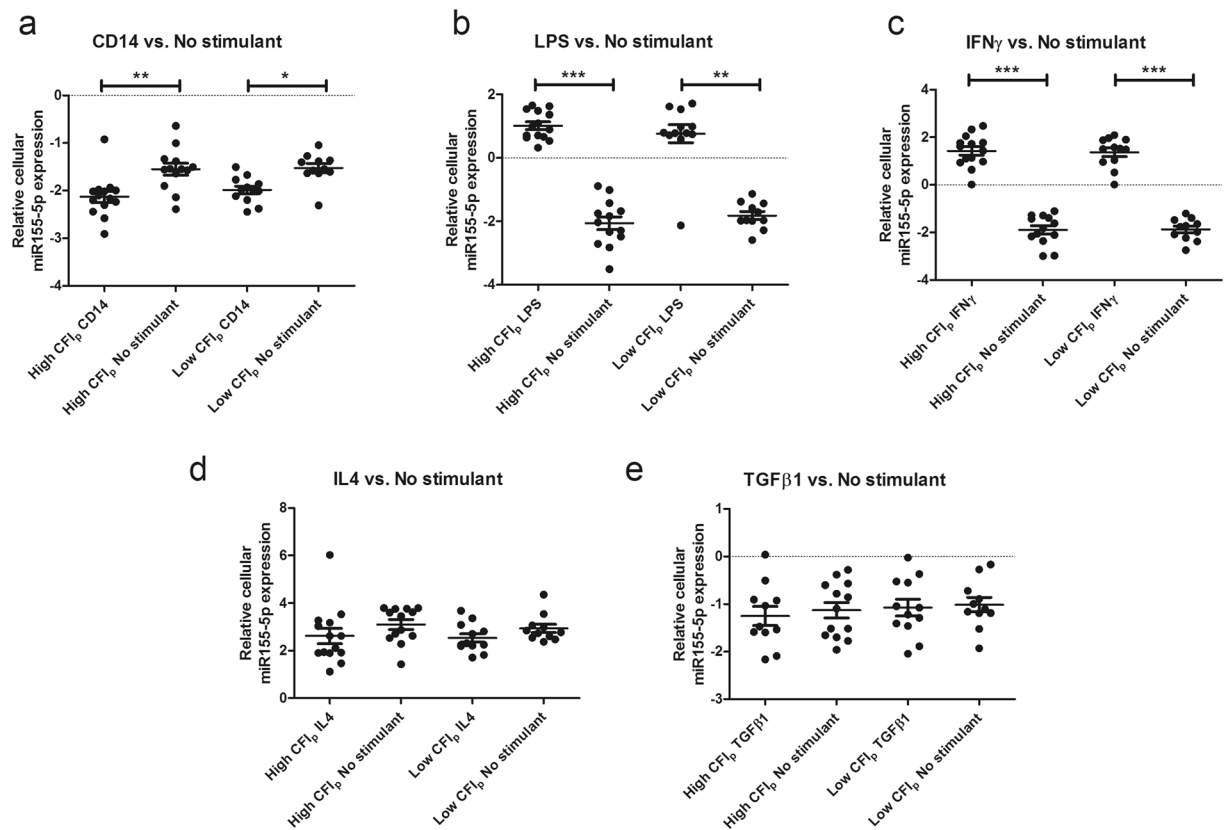 a
CD14 vs. No stimulant
** *
Relative cellular
miR155-5p expression
0
-1
-2
-3
-4
High CFIp CD14
High CFIp No stimulant
Low CFIp CD14
Low CFIp No stimulant
b
LPS vs. No stimulant
*** **
Relative cellular
miR155-5p expression
2
0
-2
-4
High CFIp LPS
High CFIp No stimulant
Low CFIp LPS
Low CFIp No stimulant
c
IFNγ vs. No stimulant
*** ***
Relative cellular
miR155-5p expression
4
2
0
-2
-4
High CFIp IFNγ
High CFIp No stimulant
Low CFIp IFNγ
Low CFIp No stimulant
d
IL4 vs. No stimulant
Relative cellular
miR155-5p expression
8
6
4
2
0
High CFIp IL4
High CFIp No stimulant
Low CFIp IL4
Low CFIp No stimulant
e
TGFβ1 vs. No stimulant
Relative cellular
miR155-5p expression
1
0
-1
-2
-3
High CFIp TGFβ1
High CFIp No stimulant
Low CFIp TGFβ1
Low CFIp No stimulant